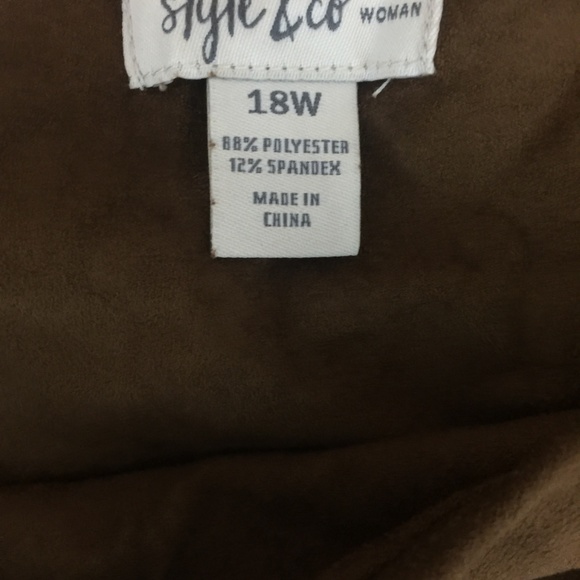 style & co WOMAN
18W
88% POLYESTER
12% SPANDEX
MADE IN
CHINA